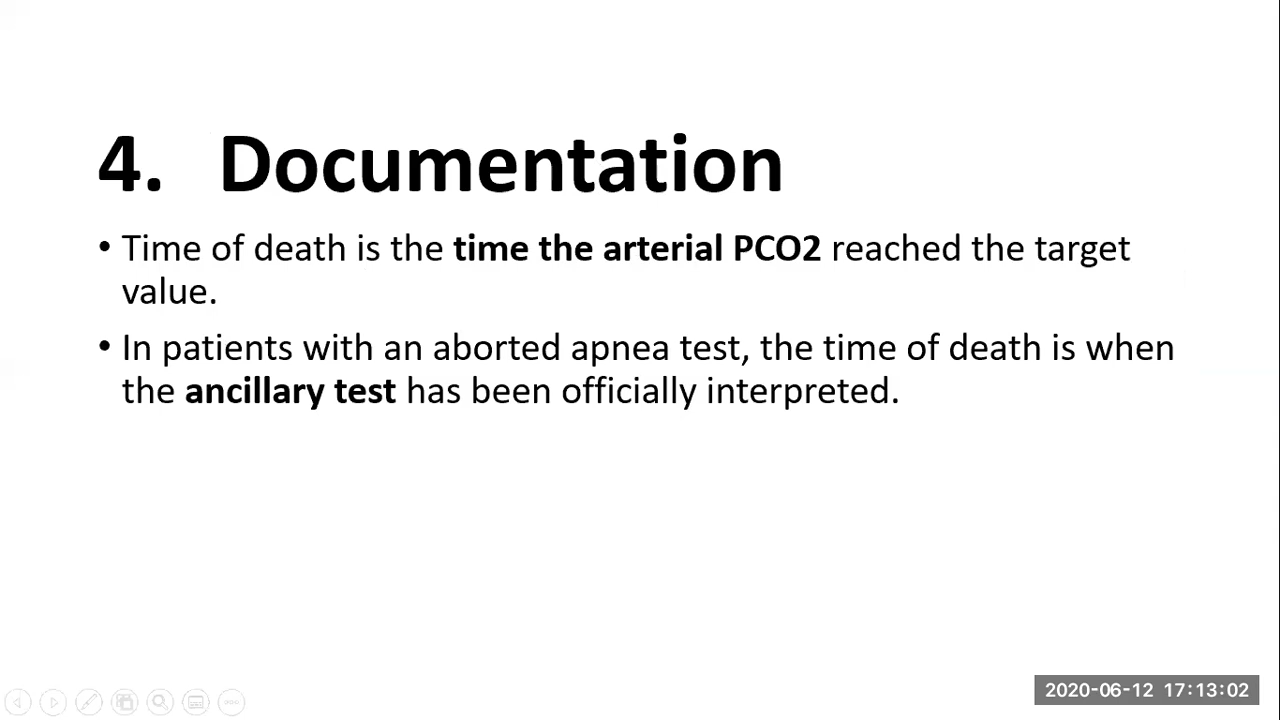 4. Documentation
• Time of death is the time the arterial PCO2 reached the target
value.
• In patients with an aborted apnea test, the time of death is when
the ancillary test has been officially interpreted.
2020-06-12 17:13:02